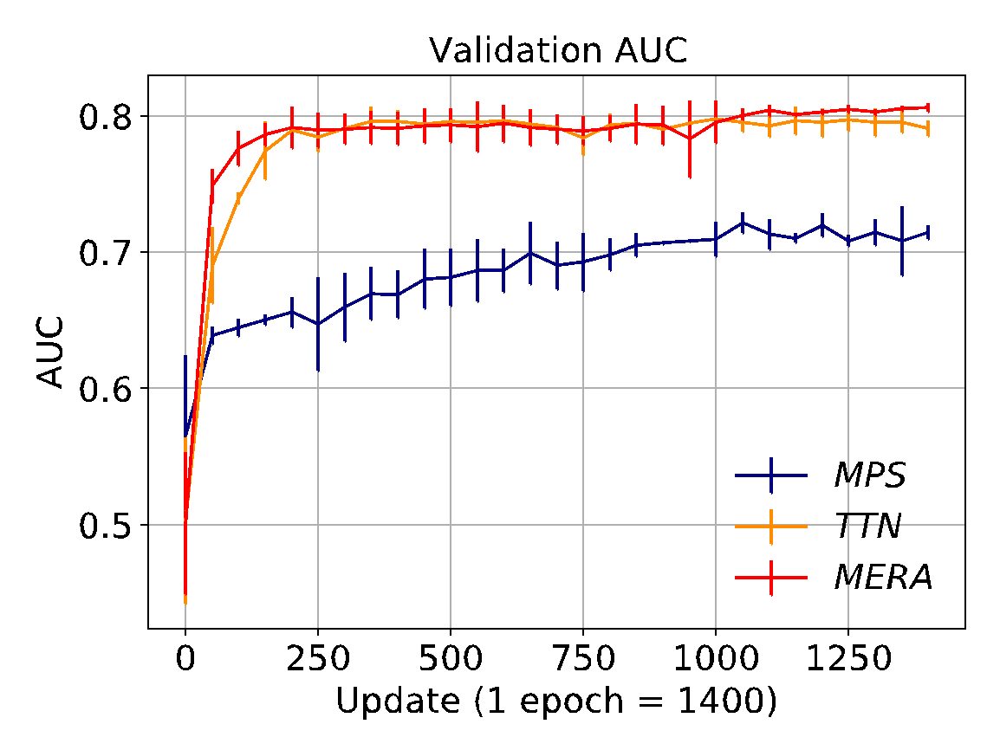 Validation AUC
0.8
0.7
0.6
0.5
AUC
0 250 500 750 1000 1250
Update (1 epoch = 1400)
MPS
TTN
MERA